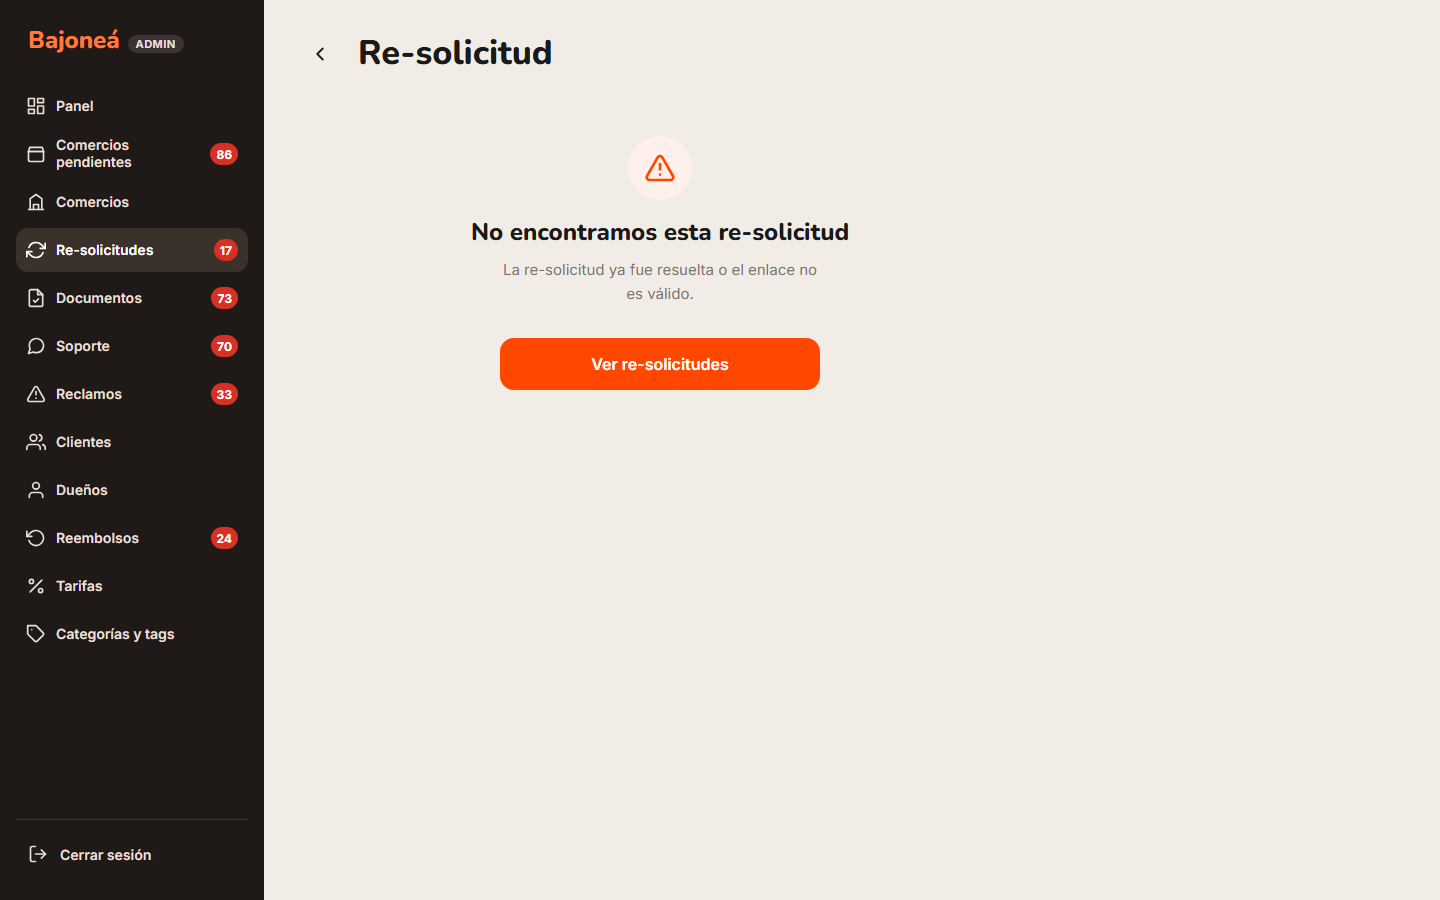 Bajoneá ADMIN
Panel
Comercios
pendientes
86
Comercios
Re-solicitudes 17
Documentos 73
Soporte 70
Reclamos 33
Clientes
Dueños
Reembolsos 24
Tarifas
Categorías y tags
Cerrar sesión
Re-solicitud
No encontramos esta re-solicitud
La re-solicitud ya fue resuelta o el enlace no
es válido.
Ver re-solicitudes